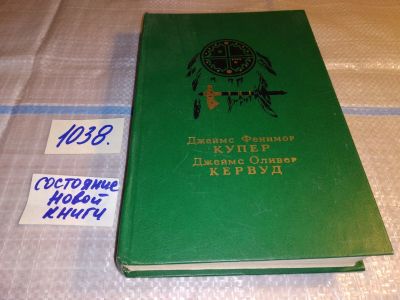 1038.
СОСТОЯНИЕ
НОВОЙ
КНИГИ
Джеймс Фенимор
КУПЕР
Джеймс Оливер
КЕРВУД